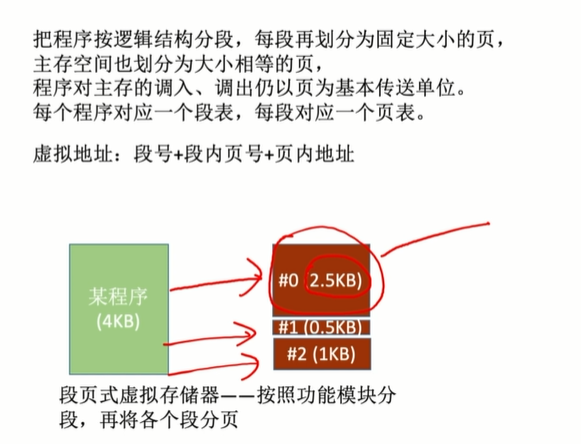 把程序按逻辑结构分段，每段再划分为固定大小的页，
主存空间也划分为大小相等的页，
程序对主存的调入、调出仍以页为基本传送单位。
每个程序对应一个段表，每段对应一个页表。
虚拟地址：段号+段内页号+页内地址
某程序
(4KB)
#0 (2.5KB)
#1 (0.5KB)
#2 (1KB)
段页式虚拟存储器——按照功能模块分
段，再将各个段分页